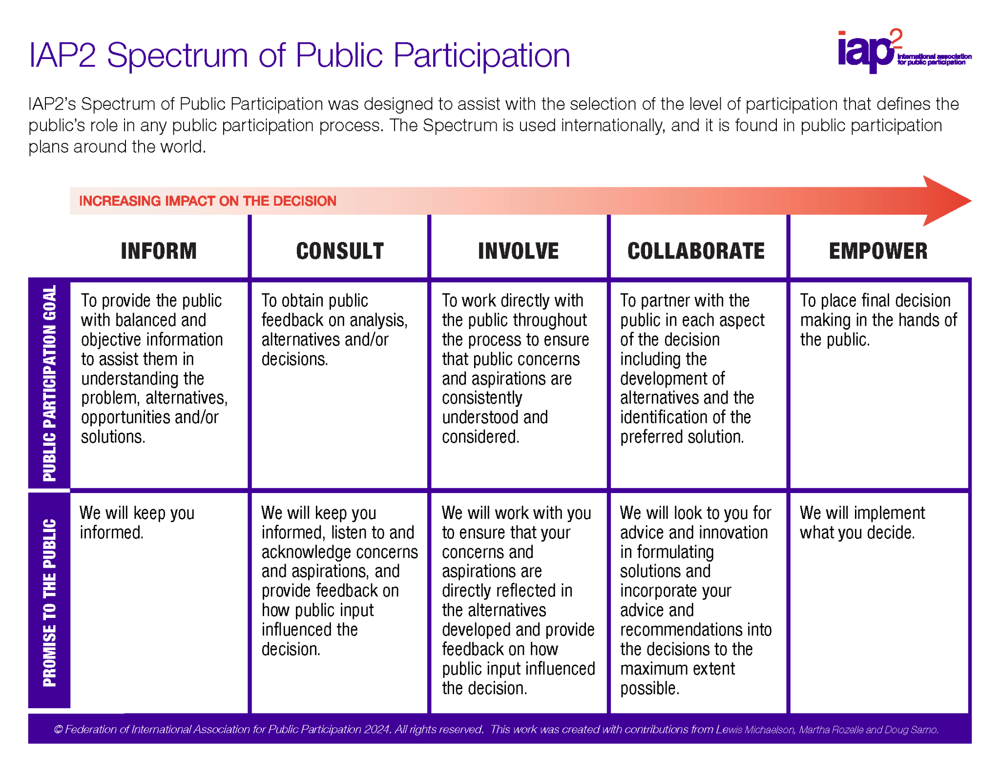 IAP2 Spectrum of Public Participation
iap2
international association
for public participation
IAP2’s Spectrum of Public Participation was designed to assist with the selection of the level of participation that defines the
public’s role in any public participation process. The Spectrum is used internationally, and it is found in public participation
plans around the world.
INCREASING IMPACT ON THE DECISION
INFORM
CONSULT
INVOLVE
COLLABORATE
EMPOWER
PUBLIC PARTICIPATION GOAL
To provide the public
with balanced and
objective information
to assist them in
understanding the
problem, alternatives,
opportunities and/or
solutions.
To obtain public
feedback on analysis,
alternatives and/or
decisions.
To work directly with
the public throughout
the process to ensure
that public concerns
and aspirations are
consistently
understood and
considered.
To partner with the
public in each aspect
of the decision
including the
development of
alternatives and the
identification of the
preferred solution.
To place final decision
making in the hands of
the public.
PROMISE TO THE PUBLIC
We will keep you
informed.
We will keep you
informed, listen to and
acknowledge concerns
and aspirations, and
provide feedback on
how public input
influenced the
decision.
We will work with you
to ensure that your
concerns and
aspirations are
directly reflected in
the alternatives
developed and provide
feedback on how
public input influenced
the decision.
We will look to you for
advice and innovation
in formulating
solutions and
incorporate your
advice and
recommendations into
the decisions to the
maximum extent
possible.
We will implement
what you decide.
© Federation of International Association for Public Participation 2024. All rights reserved. This work was created with contributions from Lewis Michaelson, Martha Rozelle and Doug Sarno.